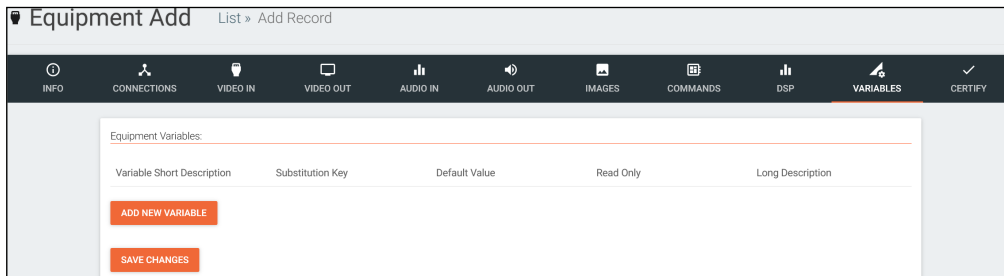 Equipment Add List » Add Record
INFO CONNECTIONS VIDEO IN VIDEO OUT AUDIO IN AUDIO OUT IMAGES COMMANDS DSP VARIABLES CERTIFY
Equipment Variables:
Variable Short Description Substitution Key Default Value Read Only Long Description
ADD NEW VARIABLE
SAVE CHANGES